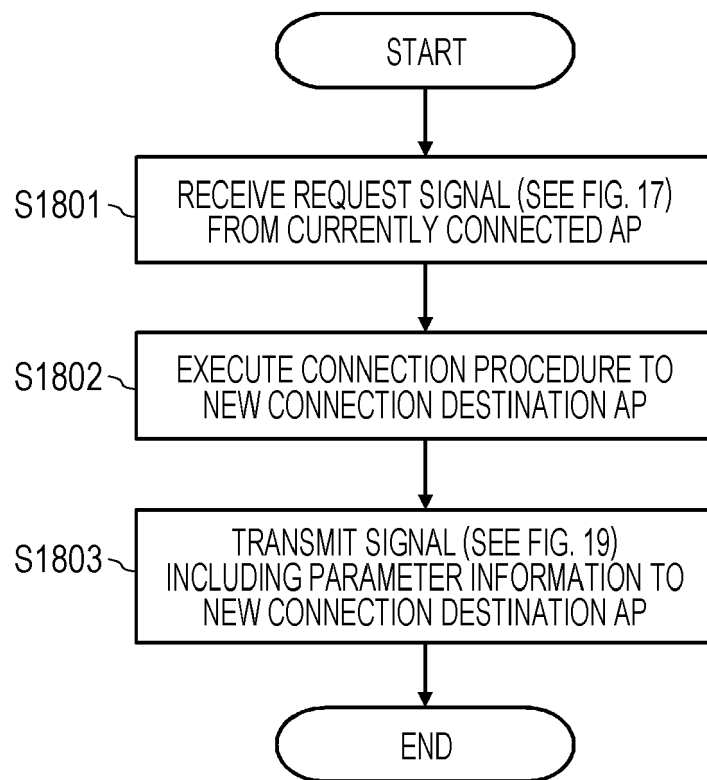 START
S1801
RECEIVE REQUEST SIGNAL (SEE FIG. 17)
FROM CURRENTLY CONNECTED AP
S1802
EXECUTE CONNECTION PROCEDURE TO
NEW CONNECTION DESTINATION AP
S1803
TRANSMIT SIGNAL (SEE FIG. 19)
INCLUDING PARAMETER INFORMATION TO
NEW CONNECTION DESTINATION AP
END